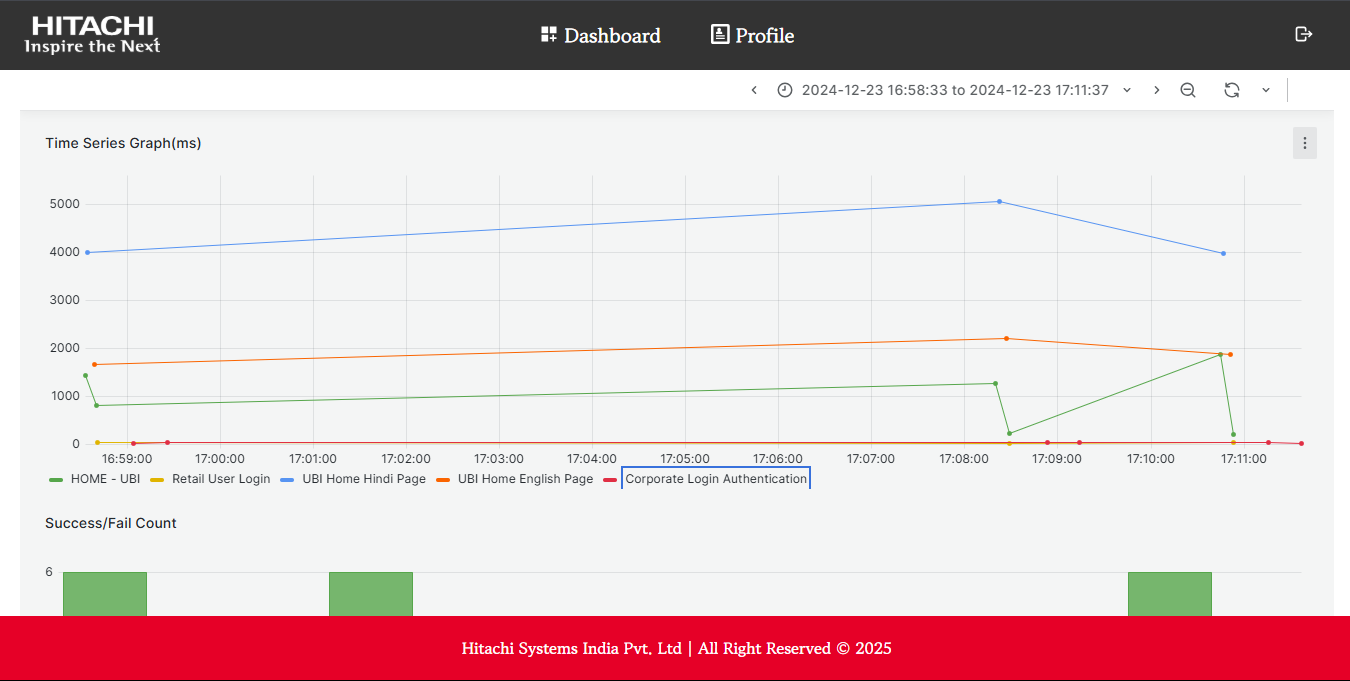 HITACHI
Inspire the Next
Dashboard
Profile
2024-12-23 16:58:33 to 2024-12-23 17:11:37
Time Series Graph(ms)
5000
4000
3000
2000
1000
0
16:59:00 17:00:00 17:01:00 17:02:00 17:03:00 17:04:00 17:05:00 17:06:00 17:07:00 17:08:00 17:09:00 17:10:00 17:11:00
HOME - UBI Retail User Login UBI Home Hindi Page UBI Home English Page Corporate Login Authentication
Success/Fail Count
6
Hitachi Systems India Pvt. Ltd | All Right Reserved © 2025